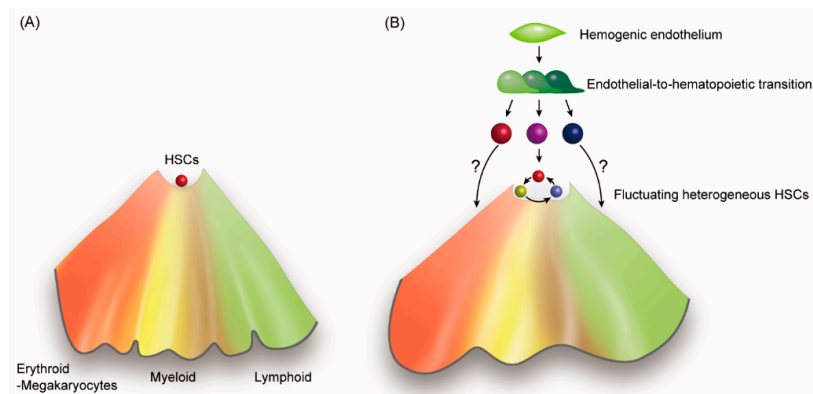 (A)
HSCs
Erythroid
-Megakaryocytes
Myeloid
Lymphoid
(B)
Hemogenic endothelium
Endothelial-to-hematopoietic transition
?
?
Fluctuating heterogeneous HSCs